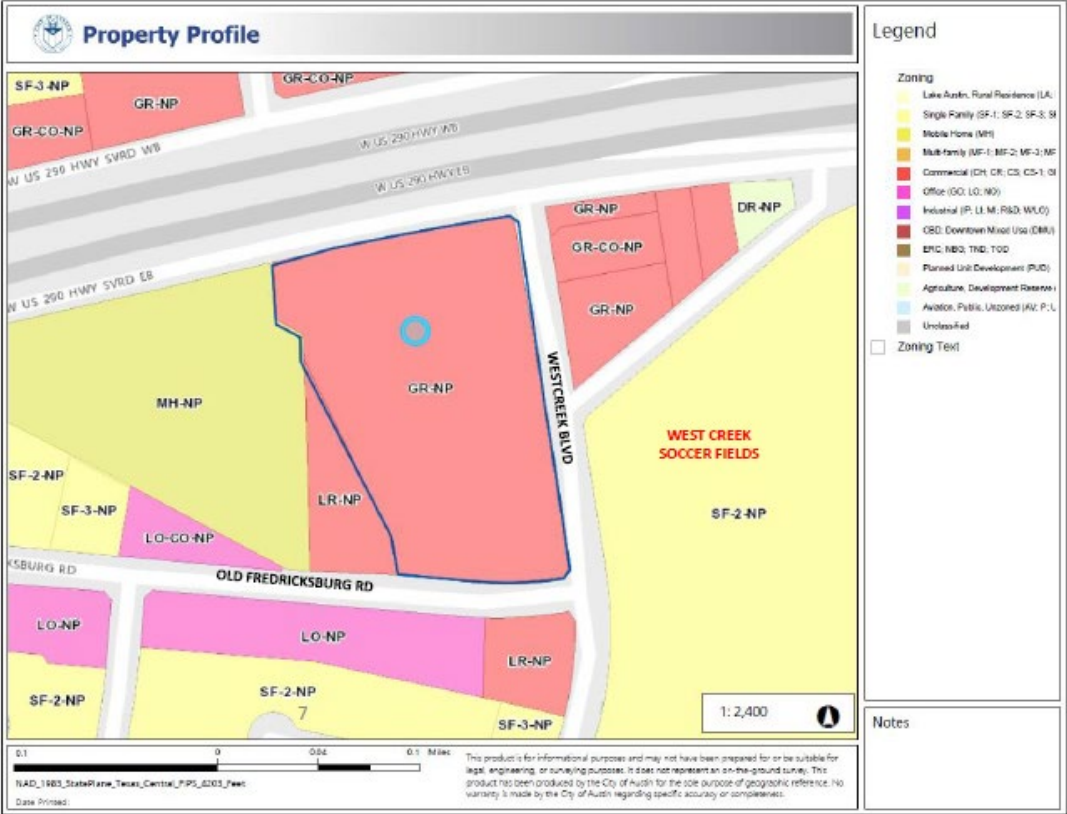 Property Profile
SF-3-NP
GR-NP
GR-CO-NP
GR-CO-NP
W US 290 HWY SVRD WB
W US 290 HWY WB
W US 290 HWY EB
W US 290 HWY SVRD EB
GR-NP
DR-NP
GR-CO-NP
GR-NP
GR-NP
WESTCREEK BLVD
MH-NP
WEST CREEK
SOCCER FIELDS
SF-2-NP
SF-2-NP
SF-3-NP
LR-NP
LO-CO-NP
KSBURG RD
OLD FREDRICKSBURG RD
LO-NP
LO-NP
LR-NP
SF-2-NP
SF-2-NP
7
SF-3-NP
1: 2,400
0.1
0
0.04
0.1 Miles
NAD_1983_StatePlane_Texas_Central_FIPS_4203_Feet
Date Printed:
This product is for informational purposes and may not have been prepared for or be suitable for
legal, engineering, or surveying purposes. It does not represent an on-the-ground survey. This
product has been produced by the City of Austin for the sole purpose of geographic reference. No
warranty is made by the City of Austin regarding specific accuracy or completeness.
Legend
Zoning
Lake Austin, Rural Residence (LA;
Single Family (SF-1; SF-2; SF-3; S
Mobile Home (MH)
Multi-family (MF-1; MF-2; MF-3; MF
Commercial (CH; CR; CS; CS-1; G
Office (GO; LO; NO)
Industrial (IP; LI; MI; R&D; W/LO)
CBD; Downtown Mixed Use (DMU)
ERC; NBG; TND; TOD
Planned Unit Development (PUD)
Agriculture, Development Reserve
Aviation, Public, Unzoned (AV; P; U
Unclassified
Zoning Text
Notes